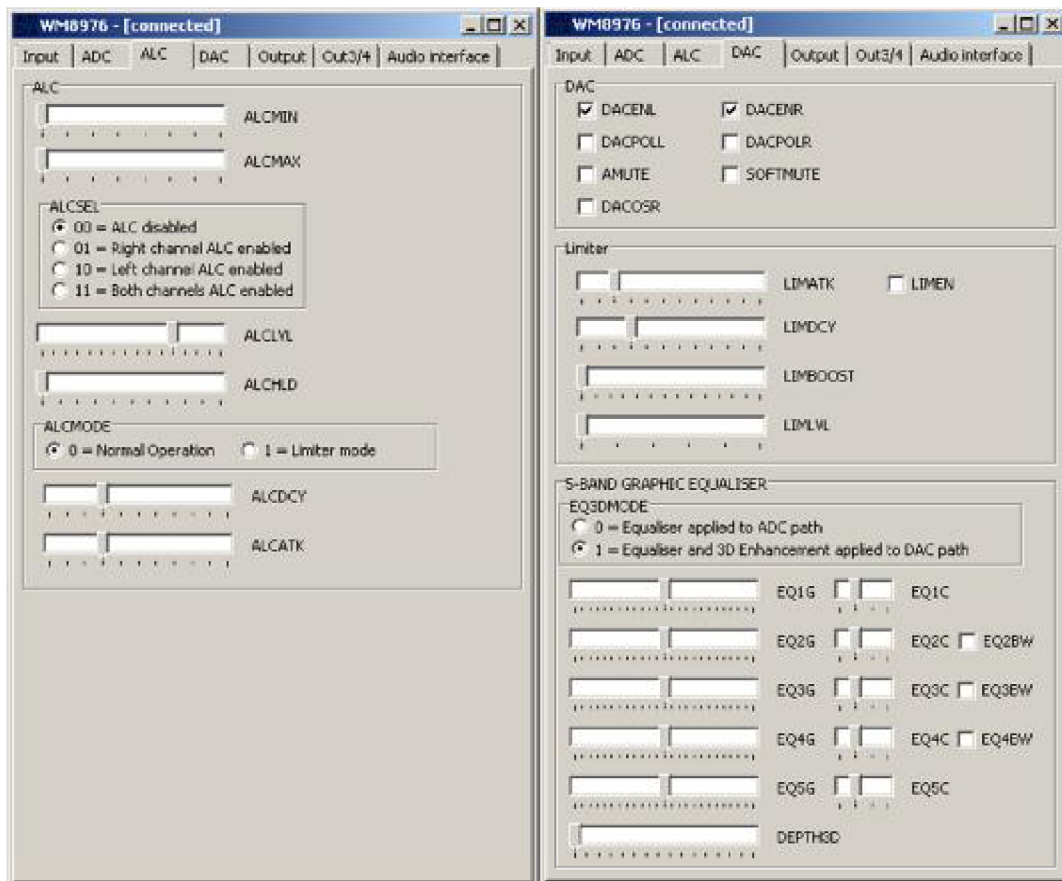 WM8976 - [connected]
Input ADC ALC DAC Output Out3/4 Audio interface
ALC
ALCMIN
ALCMAX
ALCSEL
00 = ALC disabled
01 = Right channel ALC enabled
10 = Left channel ALC enabled
11 = Both channels ALC enabled
ALCLVL
ALCHLD
ALCMODE
0 = Normal Operation 1 = Limiter mode
ALCDCY
ALCATK
WM8976 - [connected]
Input ADC ALC DAC Output Out3/4 Audio interface
DAC
DACENL DACENR
DACPOLL DACPOLR
AMUTE SOFTMUTE
DACOSR
Limiter
LIMATK LIMEN
LIMDCY
LIMBOOST
LIMLVL
5-BAND GRAPHIC EQUALISER
EQ3DMODE
0 = Equaliser applied to ADC path
1 = Equaliser and 3D Enhancement applied to DAC path
EQ1G EQ1C
EQ2G EQ2C EQ2BW
EQ3G EQ3C EQ3BW
EQ4G EQ4C EQ4BW
EQ5G EQ5C
DEPTH3D